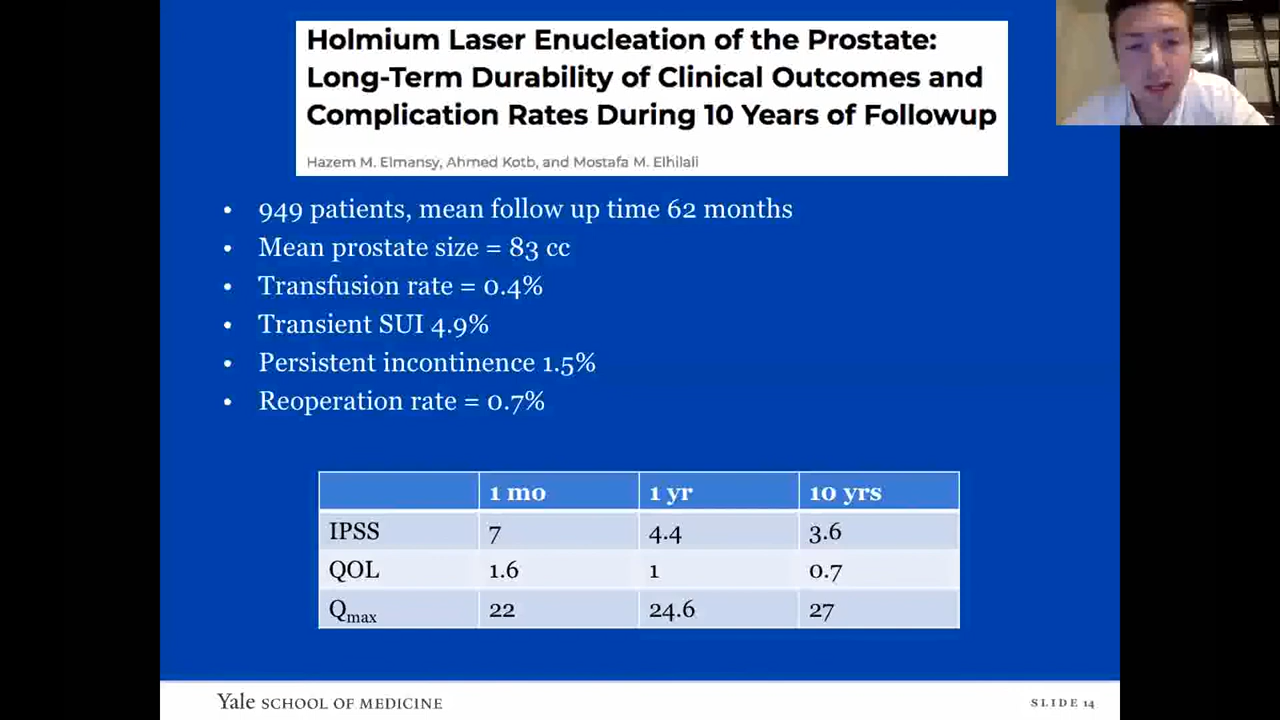 Holmium Laser Enucleation of the Prostate:
Long-Term Durability of Clinical Outcomes and
Complication Rates During 10 Years of Followup
Hazem M. Elmansy, Ahmed Kotb, and Mostafa M. Elhilali
• 949 patients, mean follow up time 62 months
• Mean prostate size = 83 cc
• Transfusion rate = 0.4%
• Transient SUI 4.9%
• Persistent incontinence 1.5%
• Reoperation rate = 0.7%
1 mo 1 yr 10 yrs
IPSS 7 4.4 3.6
QOL 1.6 1 0.7
Qmax 22 24.6 27
Yale SCHOOL OF MEDICINE SLIDE 14